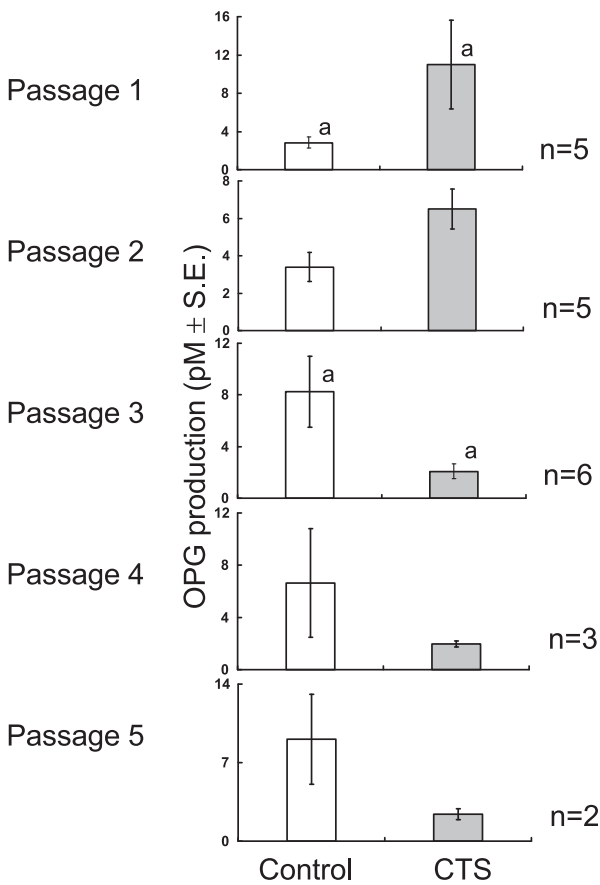 OPG production (pM ± S.E.)
Passage 1
16
12
8
4
0
a
a
n=5
Passage 2
8
6
4
2
0
n=5
Passage 3
12
8
4
0
a
a
n=6
Passage 4
12
8
4
0
n=3
Passage 5
14
7
0
n=2
Control CTS